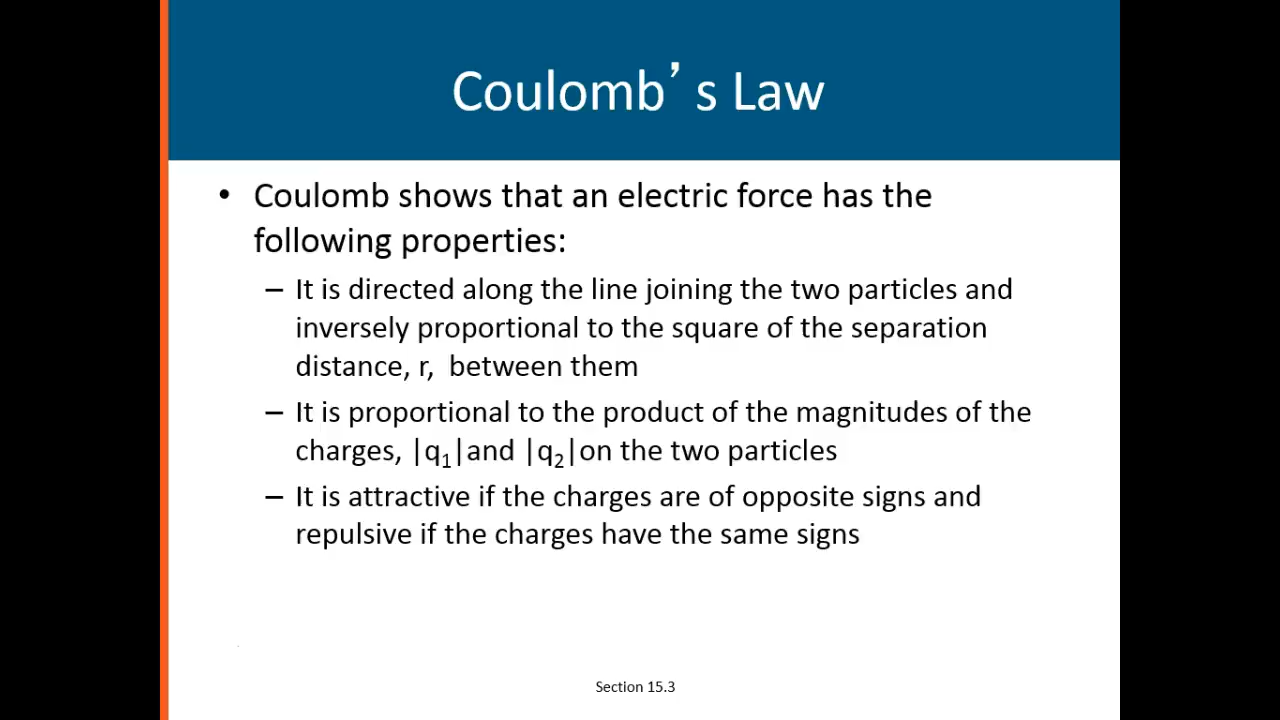 Coulomb’s Law
• Coulomb shows that an electric force has the
following properties:
– It is directed along the line joining the two particles and
inversely proportional to the square of the separation
distance, r,  between them
– It is proportional to the product of the magnitudes of the
charges, |q₁|and |q₂|on the two particles
– It is attractive if the charges are of opposite signs and
repulsive if the charges have the same signs
Section 15.3